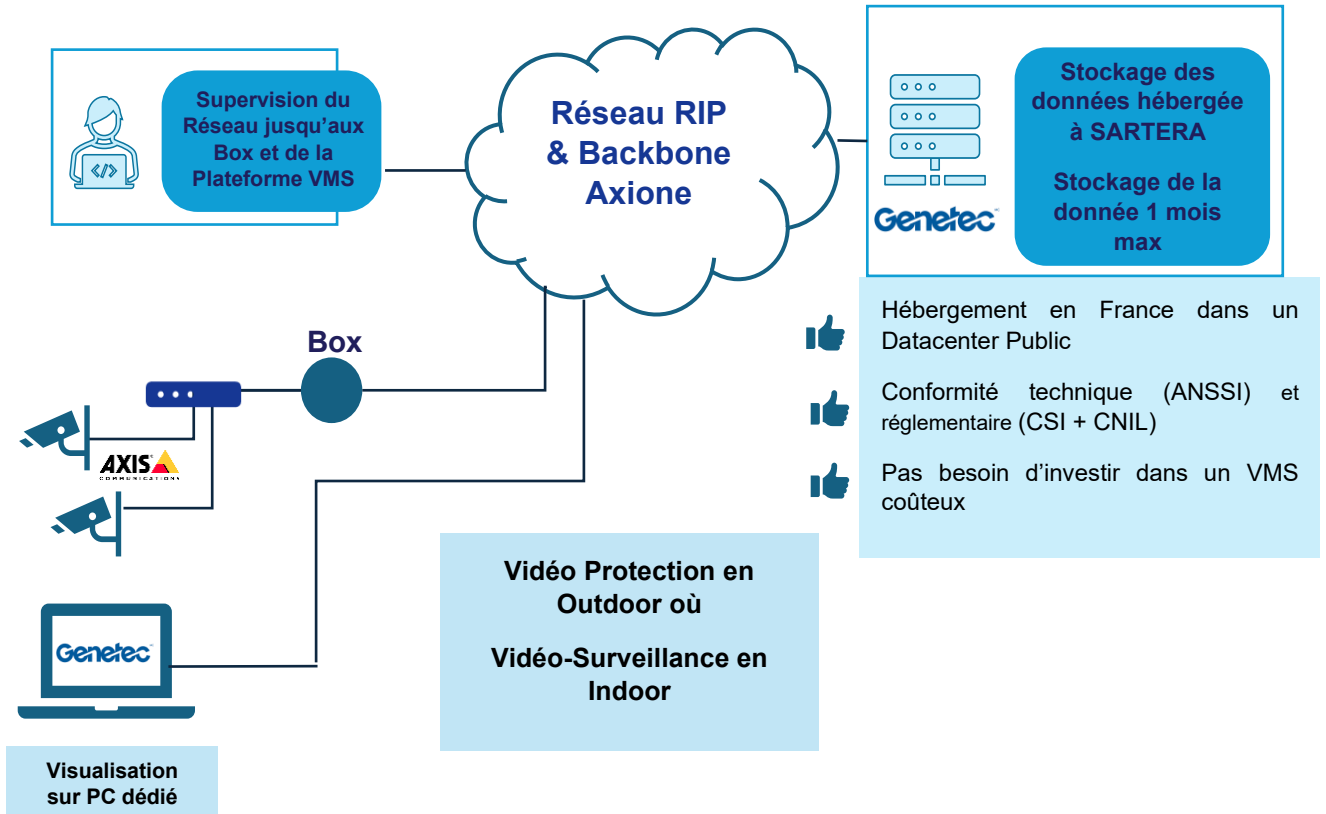 Supervision du
Réseau jusqu’aux
Box et de la
Plateforme VMS
</>
Réseau RIP
& Backbone
Axione
Genetec™
Stockage des
données hébergée
à SARTERA
Stockage de la
donnée 1 mois
max
Hébergement en France dans un
Datacenter Public
Conformité technique (ANSSI) et
réglementaire (CSI + CNIL)
Pas besoin d’investir dans un VMS
coûteux
Box
AXIS
COMMUNICATIONS
Vidéo Protection en
Outdoor où
Vidéo-Surveillance en
Indoor
Genetec™
Visualisation
sur PC dédié